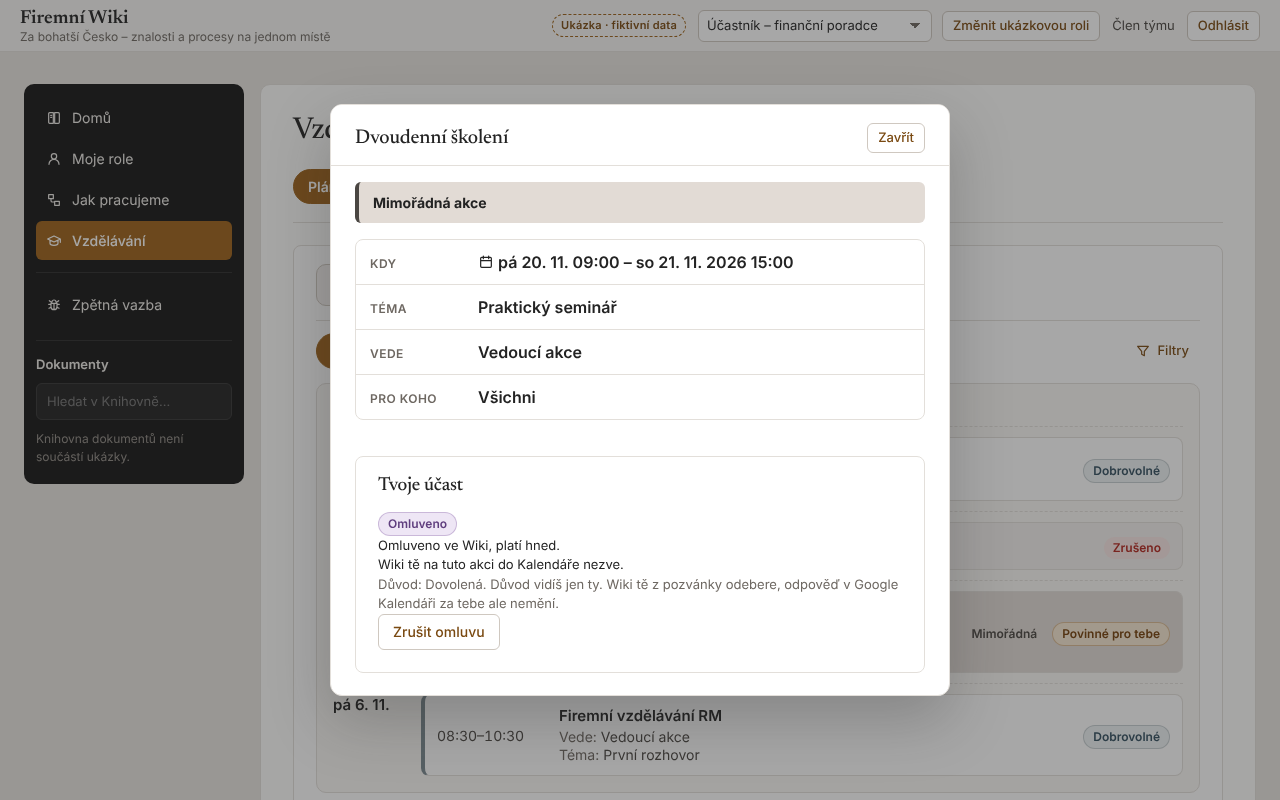 Firemní Wiki
Za bohatší Česko – znalosti a procesy na jednom místě
Ukázka · fiktivní data
Účastník – finanční poradce
Změnit ukázkovou roli
Člen týmu
Odhlásit
Domů
Moje role
Jak pracujeme
Vzdělávání
Zpětná vazba
Dokumenty
Hledat v Knihovně...
Knihovna dokumentů není
součástí ukázky.
Dvoudenní školení
Zavřít
Mimořádná akce
KDY
pá 20. 11. 09:00 – so 21. 11. 2026 15:00
TÉMA
Praktický seminář
VEDE
Vedoucí akce
PRO KOHO
Všichni
Tvoje účast
Omluveno
Omluveno ve Wiki, platí hned.
Wiki tě na tuto akci do Kalendáře nezve.
Důvod: Dovolená. Důvod vidíš jen ty. Wiki tě z pozvánky odebere, odpověď v Google
Kalendáři za tebe ale nemění.
Zrušit omluvu
Filtry
Dobrovolné
Zrušeno
Mimořádná
Povinné pro tebe
pá 6. 11.
08:30–10:30
Firemní vzdělávání RM
Vede: Vedoucí akce
Téma: První rozhovor
Dobrovolné